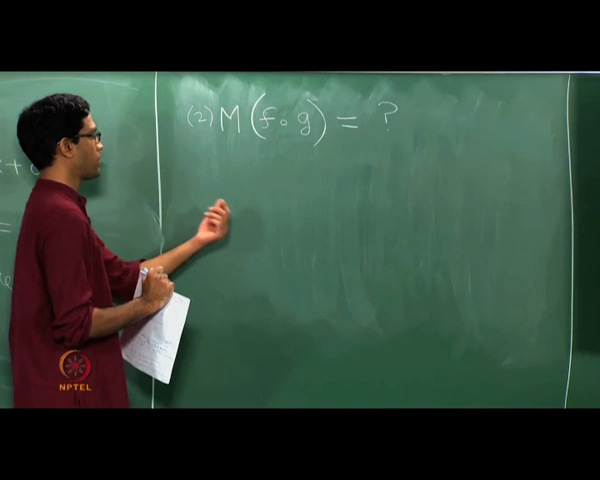 (2) M(f∘g) = ?
NPTEL